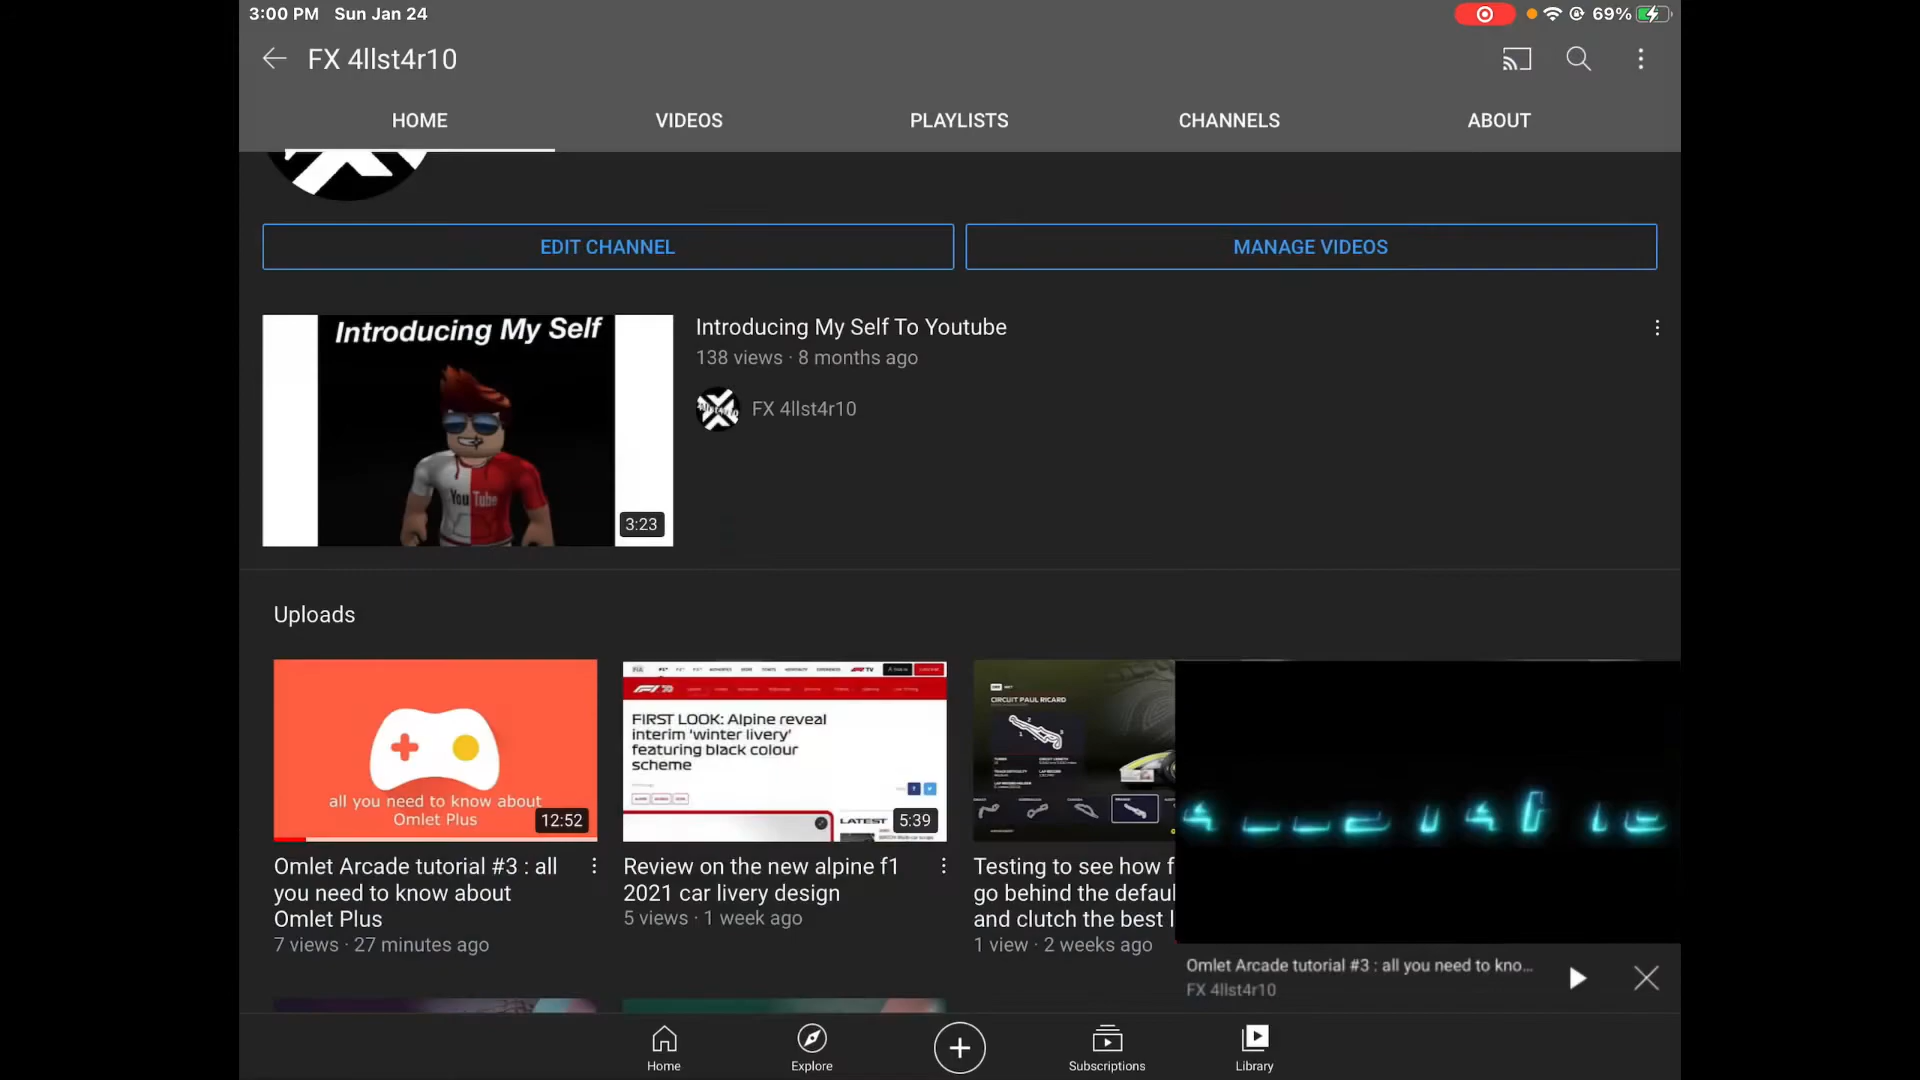 3:00 PM Sun Jan 24
69%
FX 4llst4r10
HOME VIDEOS PLAYLISTS CHANNELS ABOUT
EDIT CHANNEL MANAGE VIDEOS
Introducing My Self
You Tube
3:23
Introducing My Self To Youtube
138 views · 8 months ago
FX 4llst4r10
Uploads
all you need to know about
Omlet Plus
12:52
Omlet Arcade tutorial #3 : all
you need to know about
Omlet Plus
7 views · 27 minutes ago
FIRST LOOK: Alpine reveal
interim 'winter livery'
featuring black colour
scheme
LATEST
5:39
Review on the new alpine f1
2021 car livery design
5 views · 1 week ago
CIRCUIT PAUL RICARD
Testing to see how f
go behind the defau
and clutch the best l
1 view · 2 weeks ago
Omlet Arcade tutorial #3 : all you need to kno...
FX 4llst4r10
Home Explore Subscriptions Library